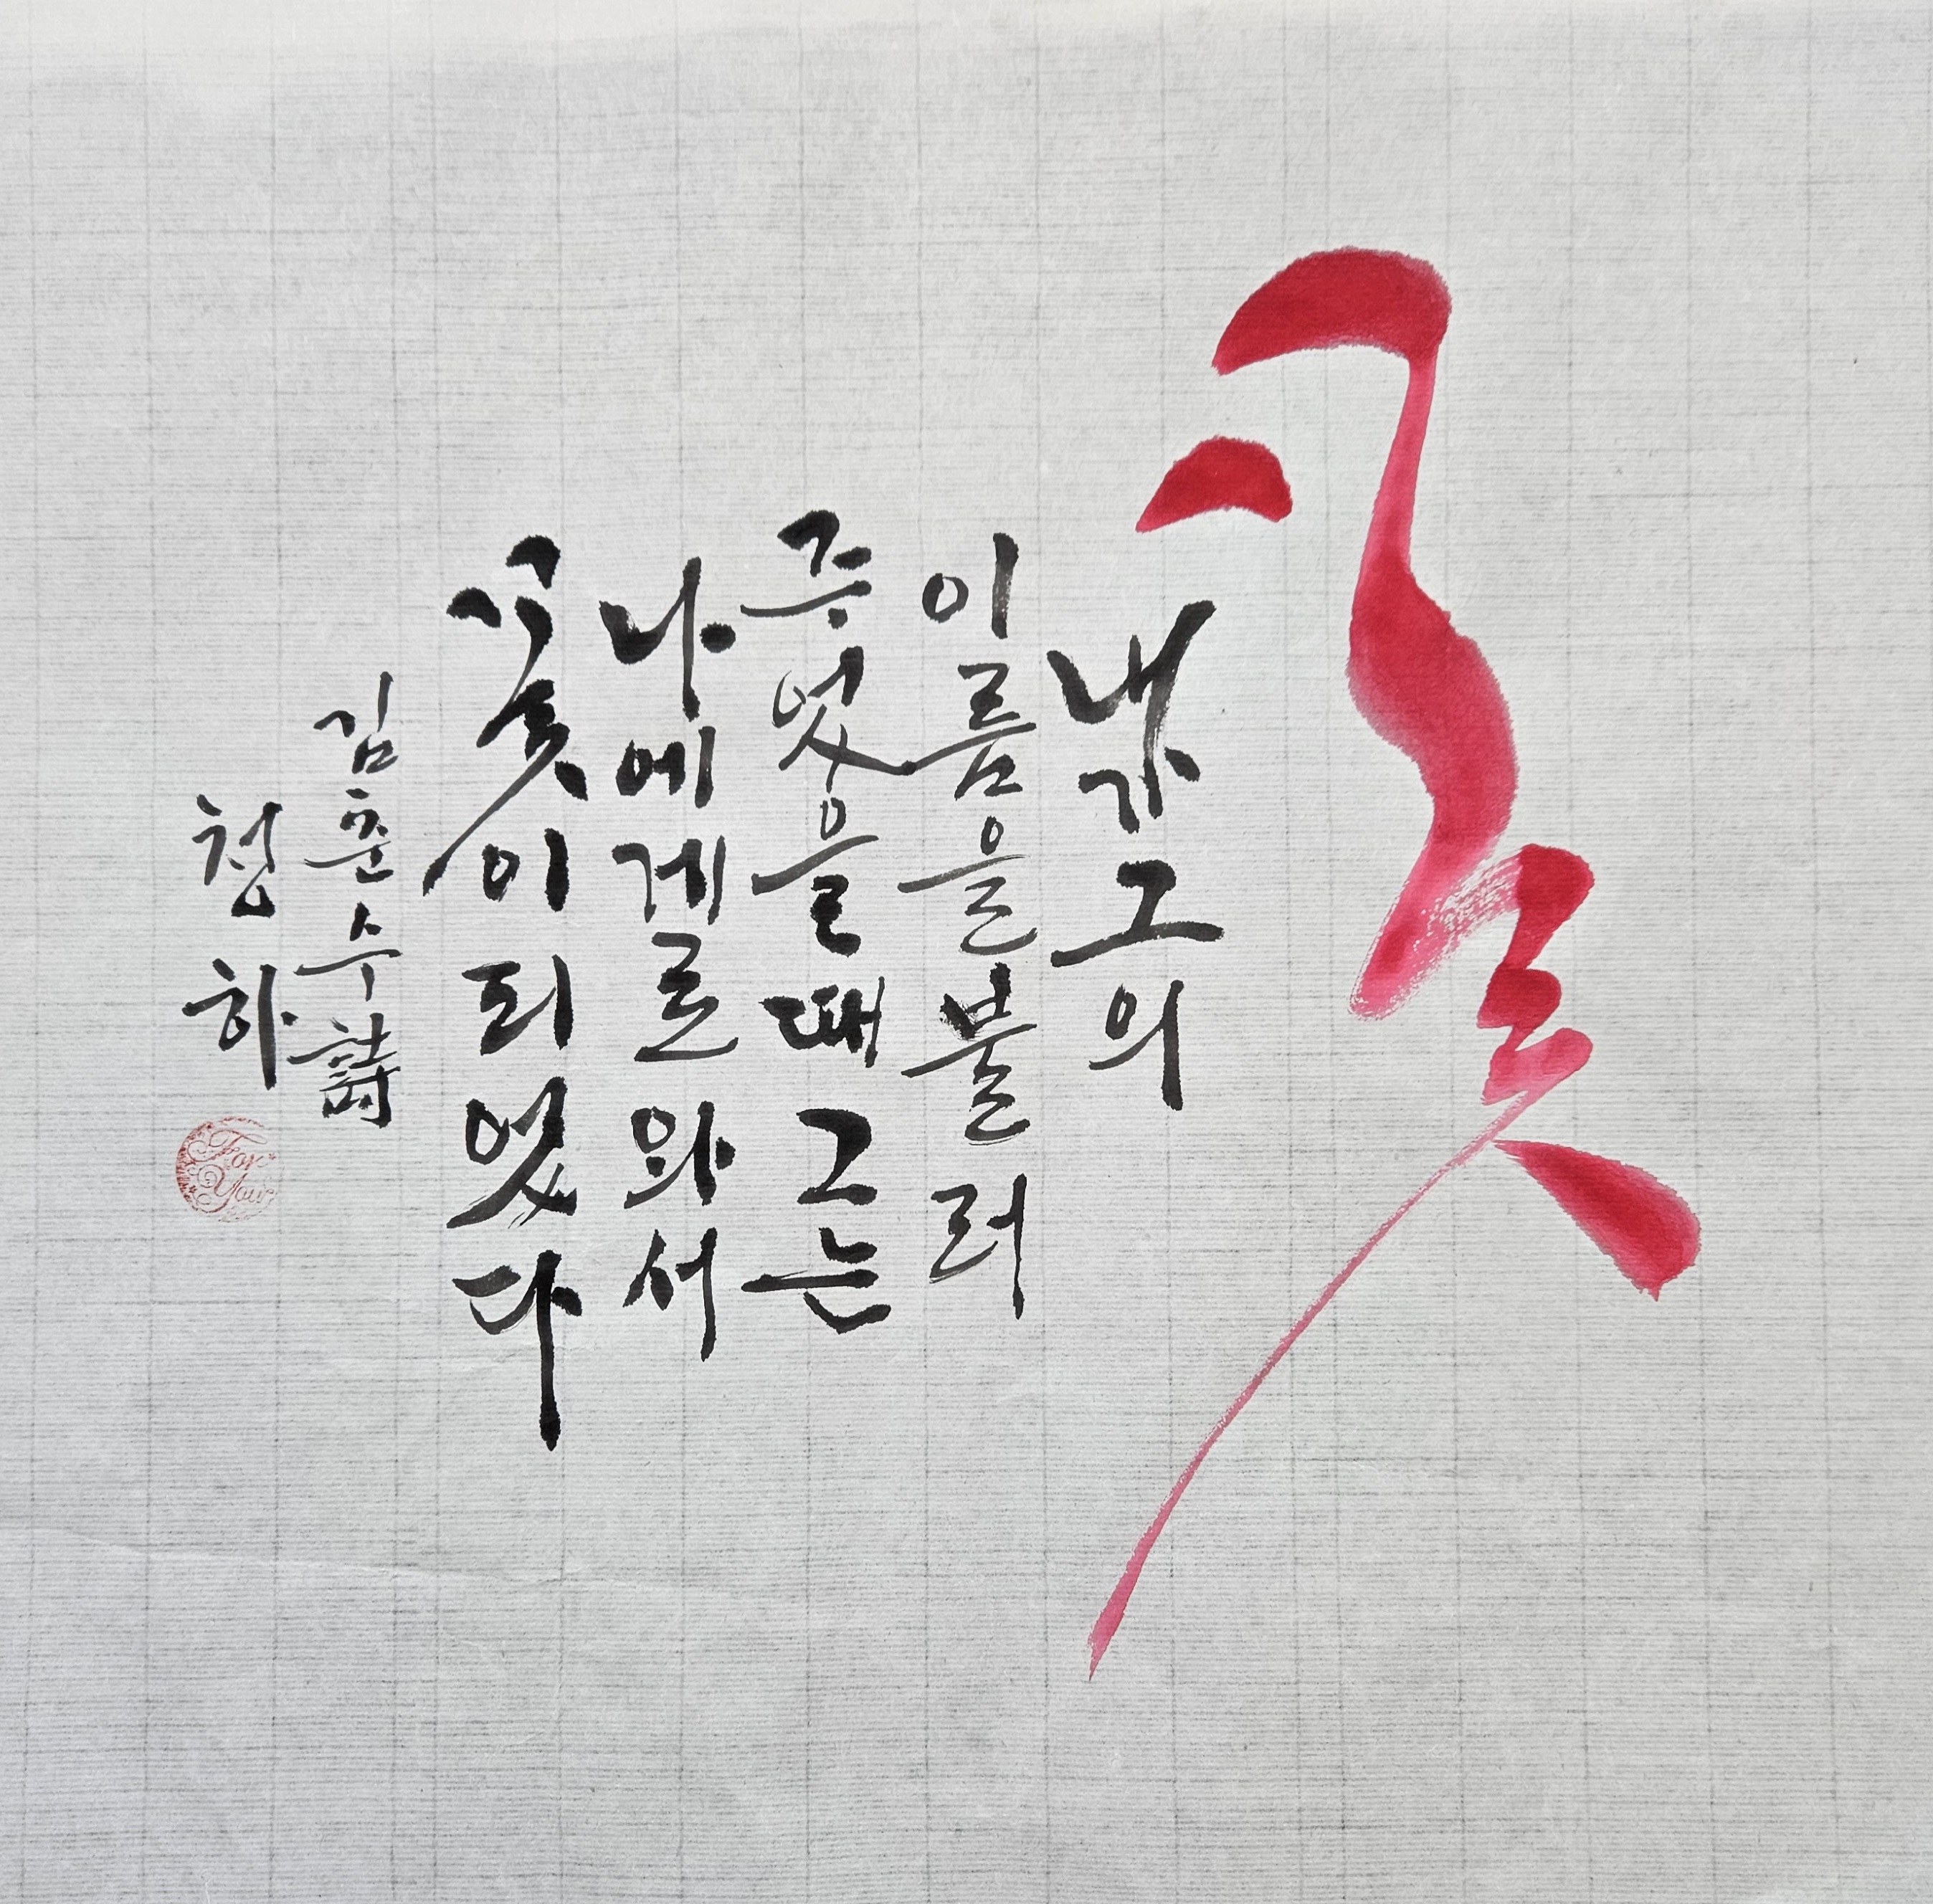 꽃
내가 그의
이름을 불러
주었을 때 그는
나에게로 와서
꽃이 되었다
김춘수 詩
청하
For You